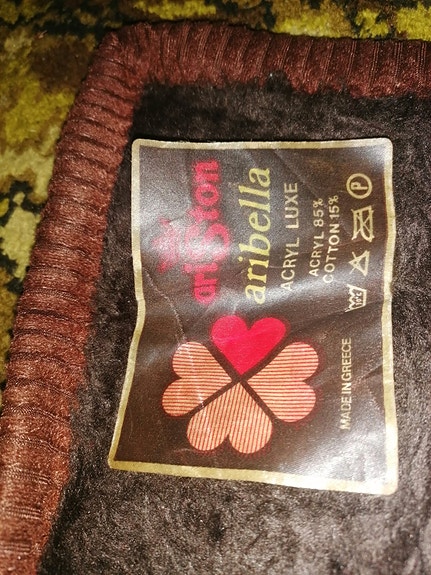 ariston
aribella
ACRYL LUXE
ACRYL 85%
COTTON 15%
P
MADE IN GREECE